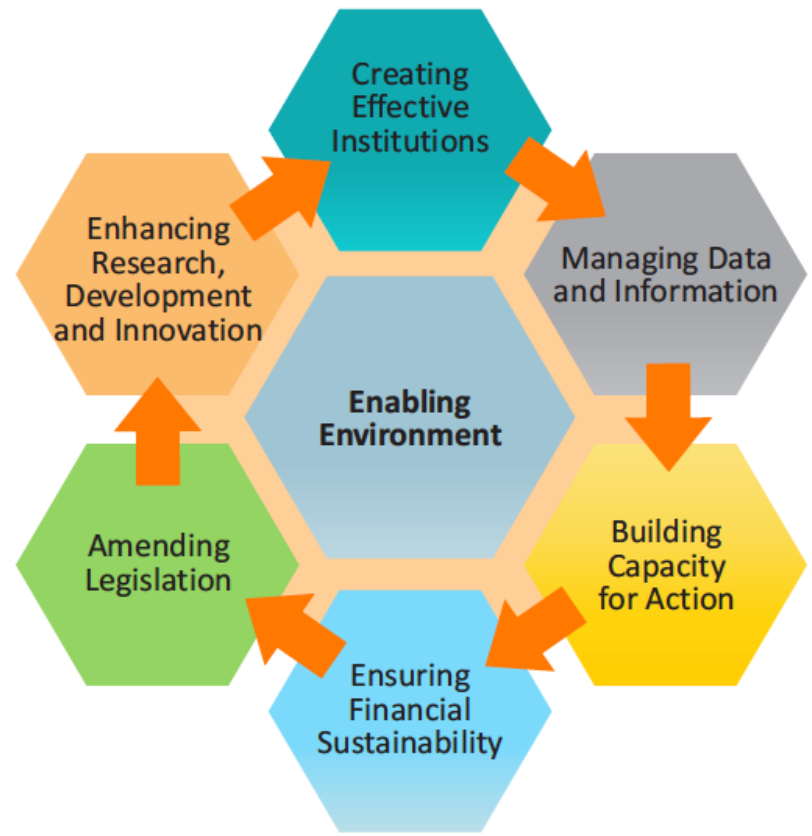 Creating
Effective
Institutions
Managing Data
and Information
Building
Capacity
for Action
Ensuring
Financial
Sustainability
Amending
Legislation
Enhancing
Research,
Development
and Innovation
Enabling
Environment